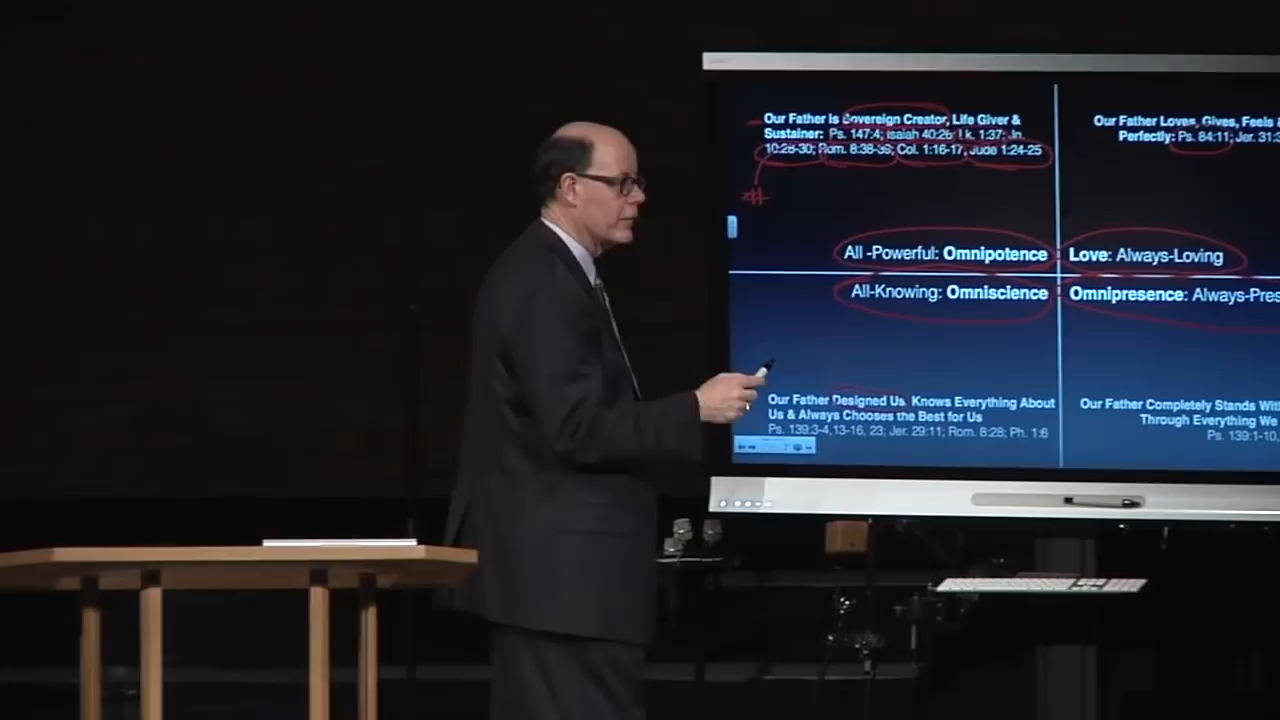 Our Father is Sovereign Creator, Life Giver &
Sustainer: Ps. 147:4; Isaiah 40:26; Lk. 1:37; Jn.
10:28-30; Rom. 8:38-39; Col. 1:16-17; Jude 1:24-25
#
Our Father Loves, Gives, Feels &
Perfectly: Ps. 84:11; Jer. 31:3
All -Powerful: Omnipotence
Love: Always-Loving
All-Knowing: Omniscience
Omnipresence: Always-Pres
Our Father Designed Us, Knows Everything About
Us & Always Chooses the Best for Us
Ps. 139:3-4,13-16, 23; Jer. 29:11; Rom. 8:28; Ph. 1:6
Our Father Completely Stands Wit
Through Everything We
Ps. 139:1-10,